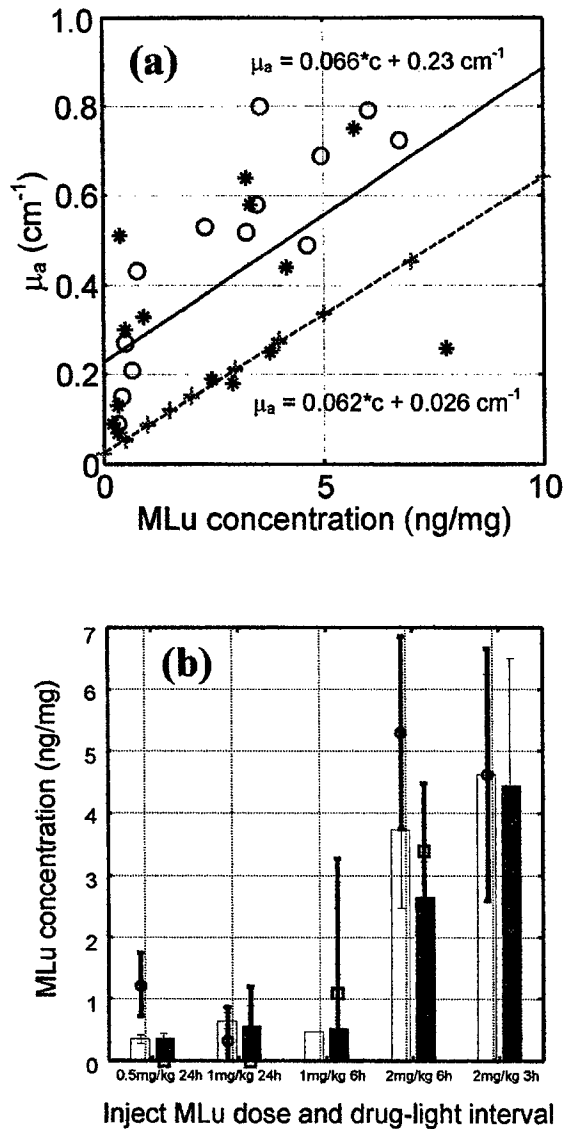 1.0
(a)
μa = 0.066*c + 0.23 cm-1
0.8
0.6
μa (cm-1)
0.4
0.2
μa = 0.062*c + 0.026 cm-1
0
0 5 10
MLu concentration (ng/mg)
7
(b)
6
5
4
MLu concentration (ng/mg)
3
2
1
0
0.5mg/kg 24h 1mg/kg 24h 1mg/kg 6h 2mg/kg 6h 2mg/kg 3h
Inject MLu dose and drug-light interval